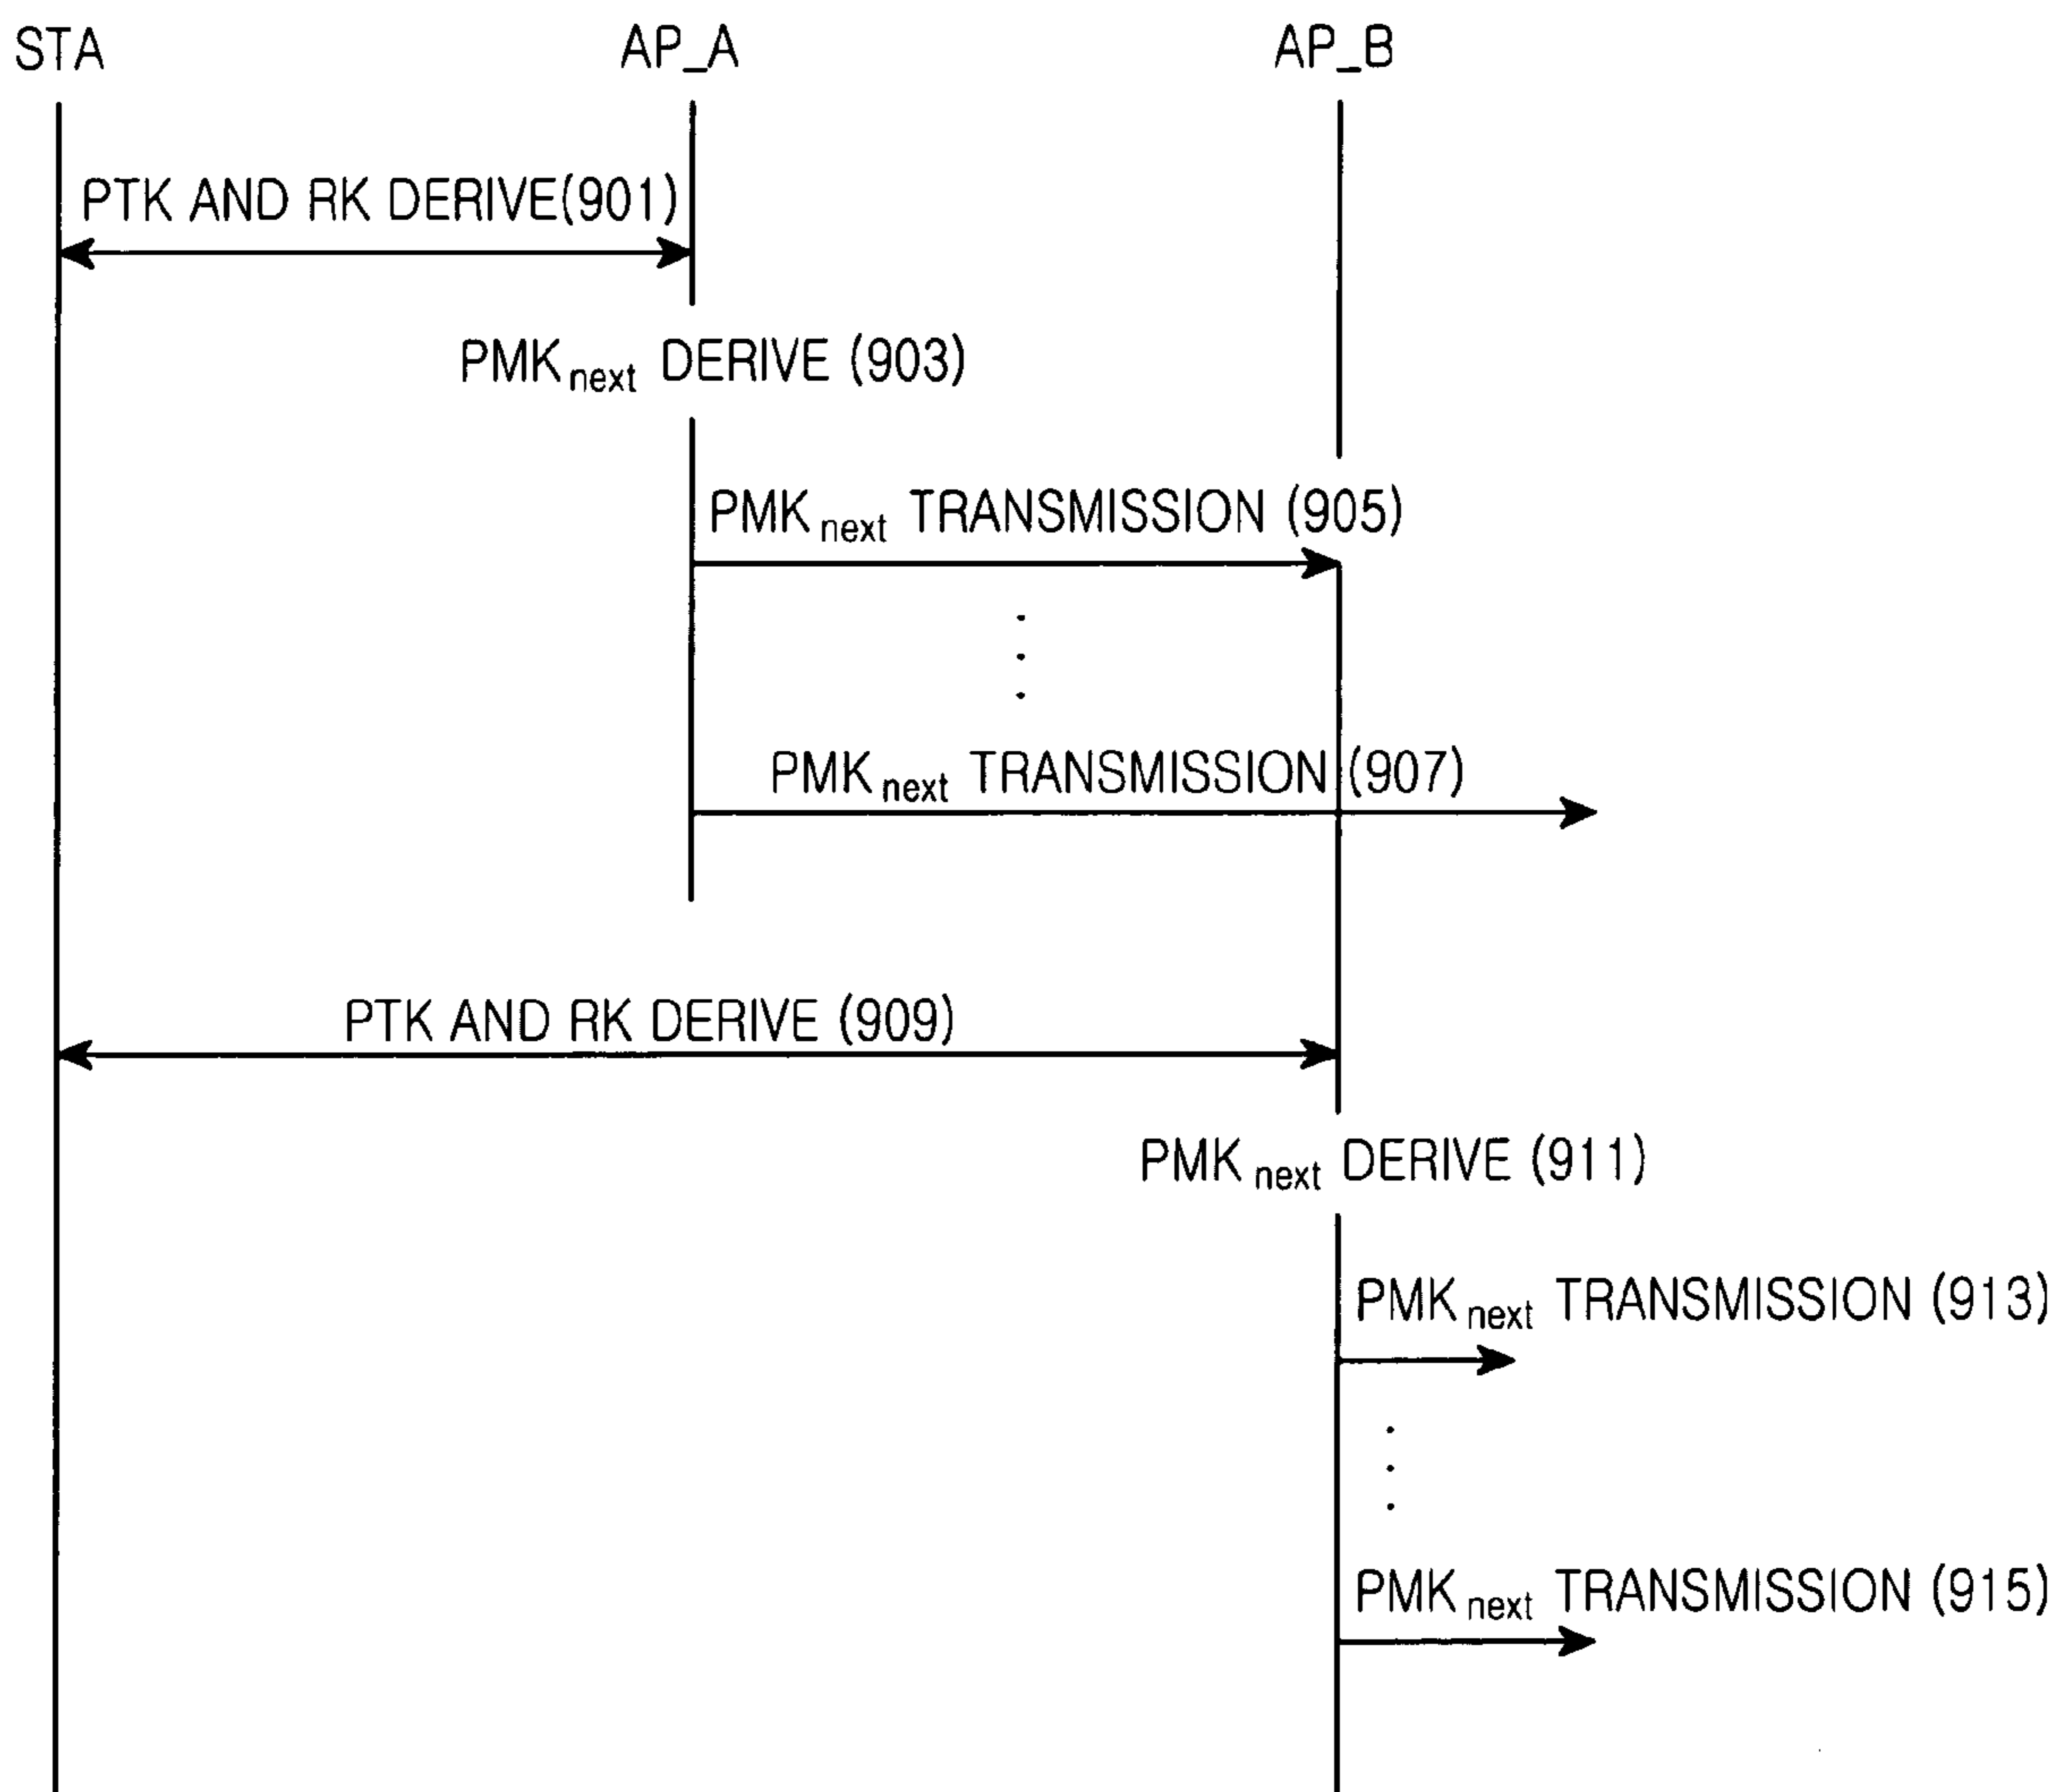 STA AP_A AP_B
PTK AND RK DERIVE(901)
PMKnext DERIVE (903)
PMKnext TRANSMISSION (905)
PMKnext TRANSMISSION (907)
PTK AND RK DERIVE (909)
PMKnext DERIVE (911)
PMKnext TRANSMISSION (913)
PMKnext TRANSMISSION (915)